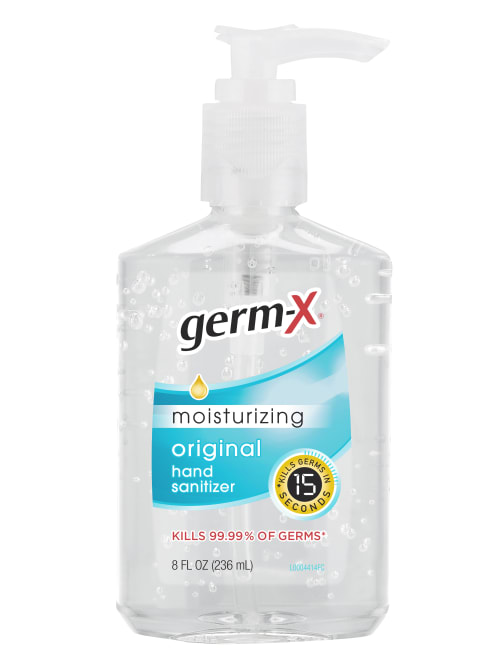 germ-X®
moisturizing
original
hand
sanitizer
*KILLS GERMS IN
15
SECONDS
KILLS 99.99% OF GERMS*
8 FL OZ (236 mL)